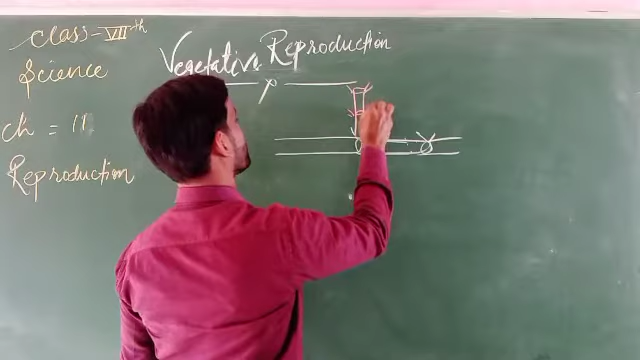 Class-VIIth
Science
ch = 11
Reproduction
Vegetative Reproduction